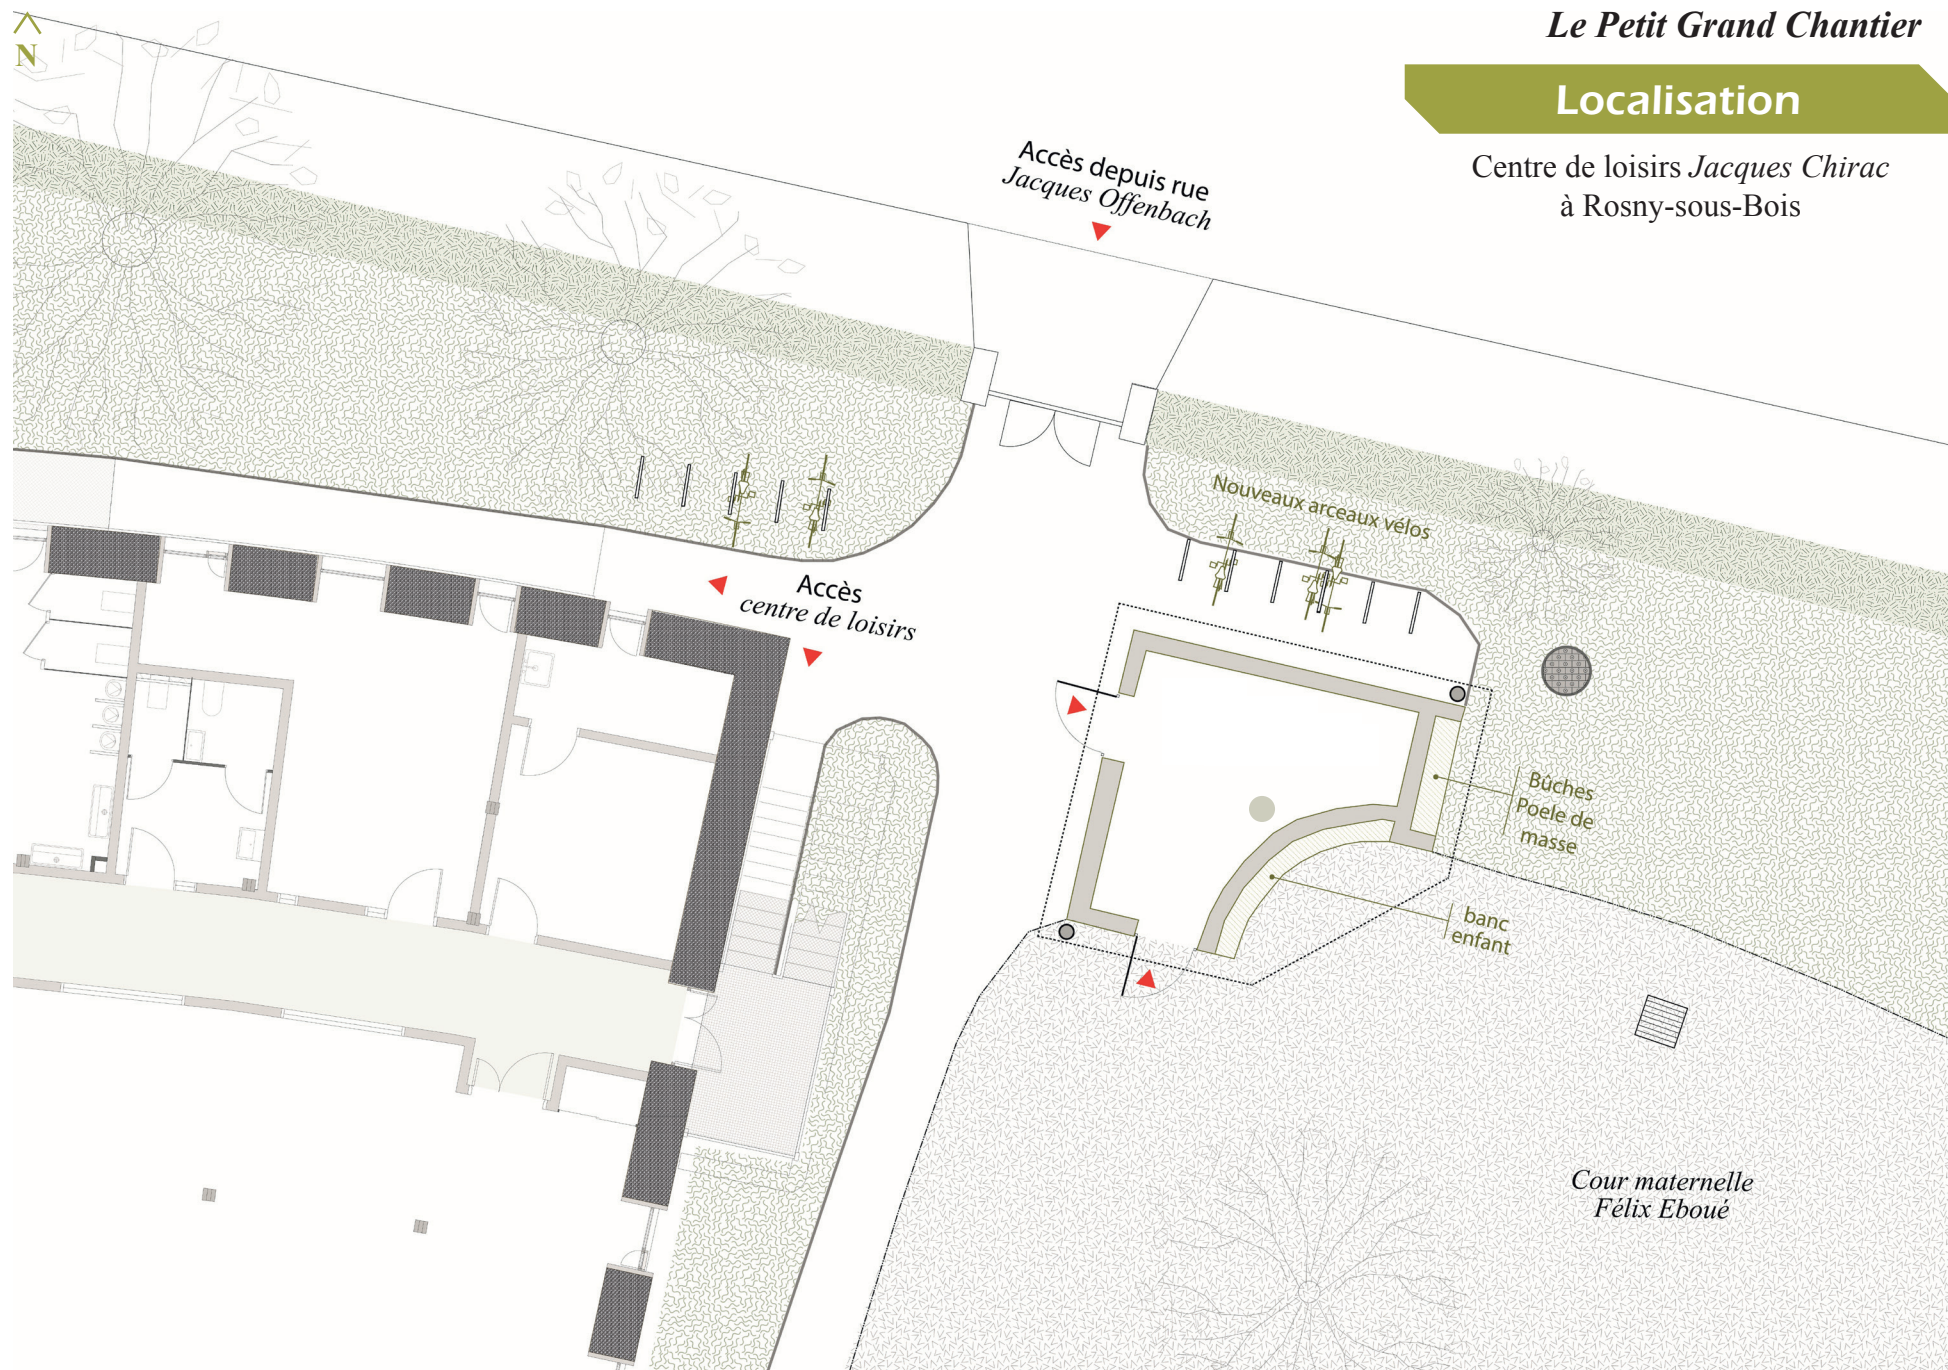 N
Le Petit Grand Chantier
Localisation
Centre de loisirs Jacques Chirac
à Rosny-sous-Bois
Accès depuis rue
Jacques Offenbach
Nouveaux arceaux vélos
Accès
centre de loisirs
Bûches
Poele de
masse
banc
enfant
Cour maternelle
Félix Eboué